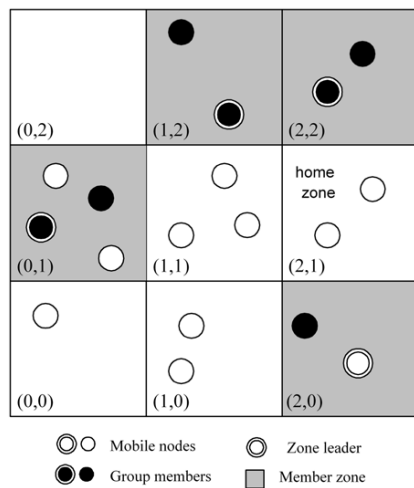 (0,2)
(1,2)
(2,2)
home
zone
(0,1)
(1,1)
(2,1)
(0,0)
(1,0)
(2,0)
Mobile nodes
Zone leader
Group members
Member zone